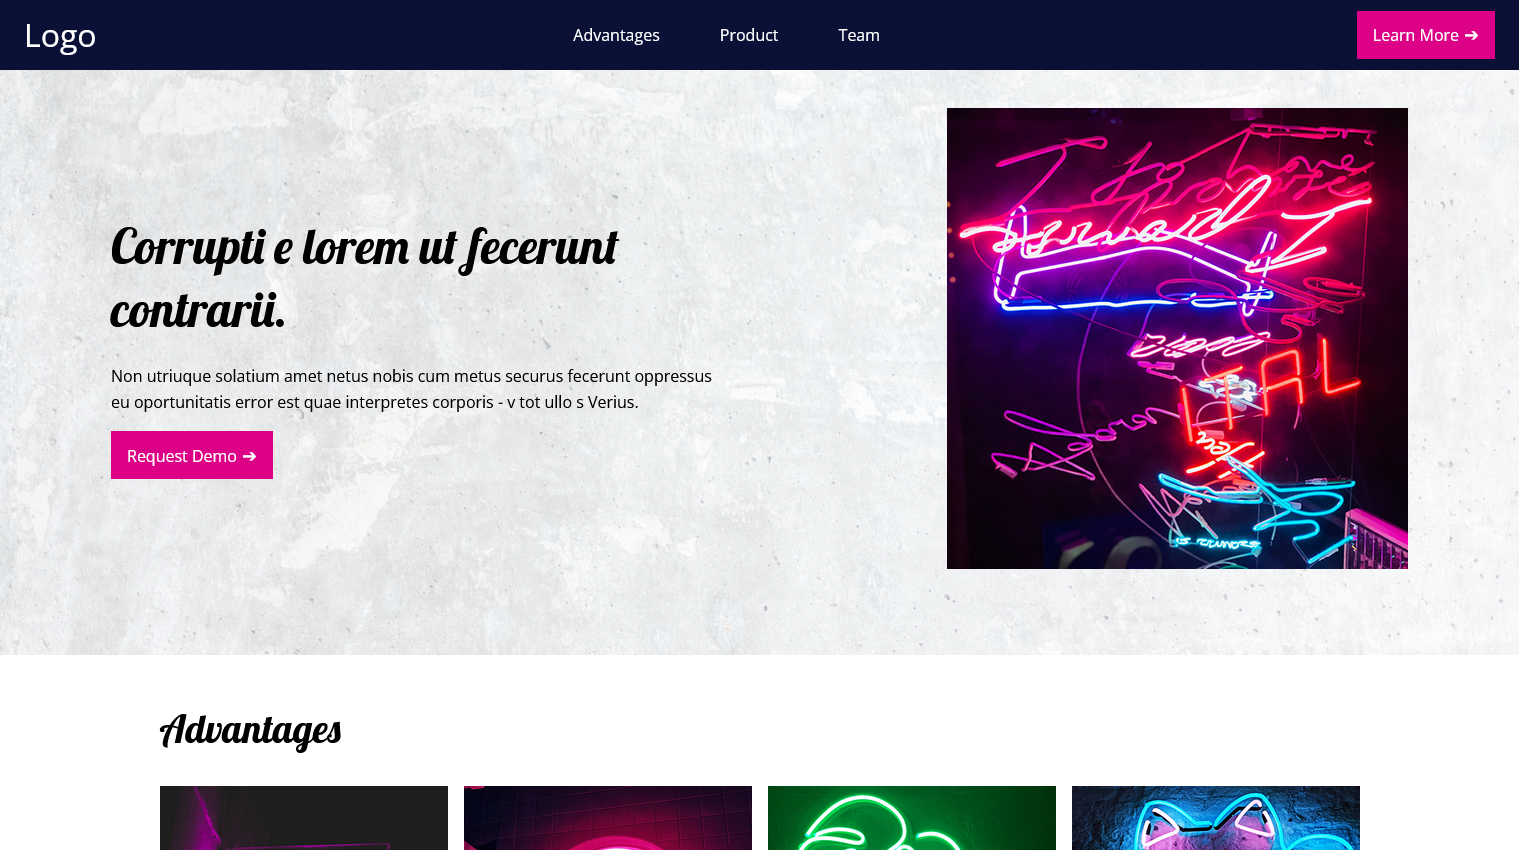 Logo
Advantages
Product
Team
Learn More ➔
Corrupti e lorem ut fecerunt
contrarii.
Non utriuque solatium amet netus nobis cum metus securus fecerunt oppressus
eu oportunitatis error est quae interpretes corporis - v tot ullo s Verius.
Request Demo ➔
Advantages